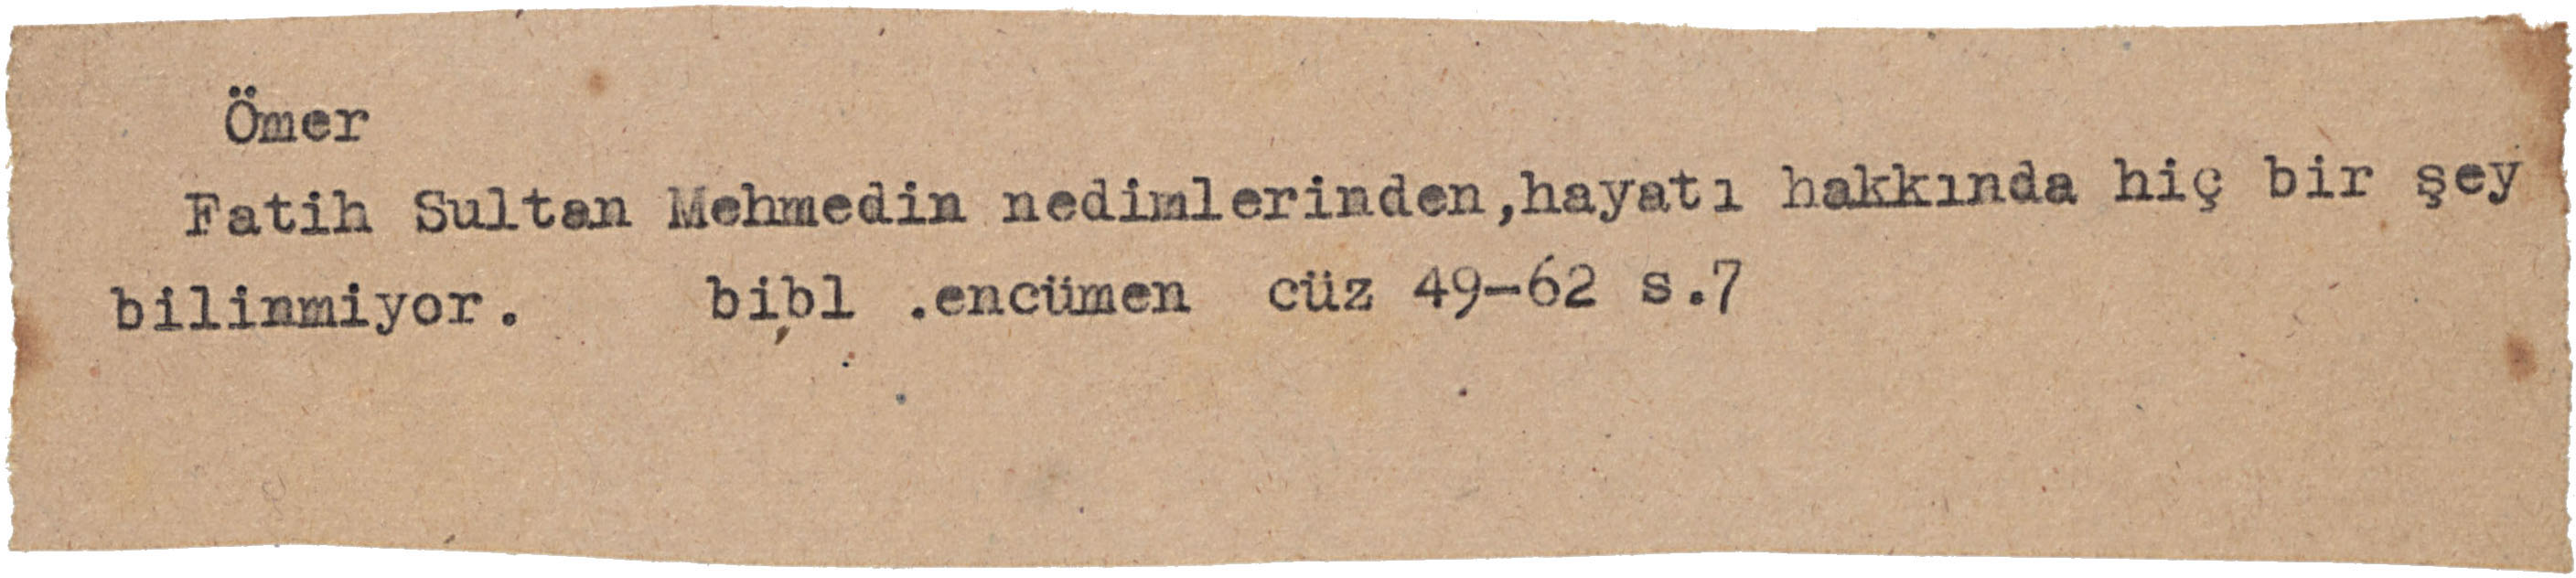 Ömer
Fatih Sultan Mehmedin nedimlerinden,hayatı hakkında hiç bir şey
bilinmiyor. bibl .encümen cüz 49-62 s.7